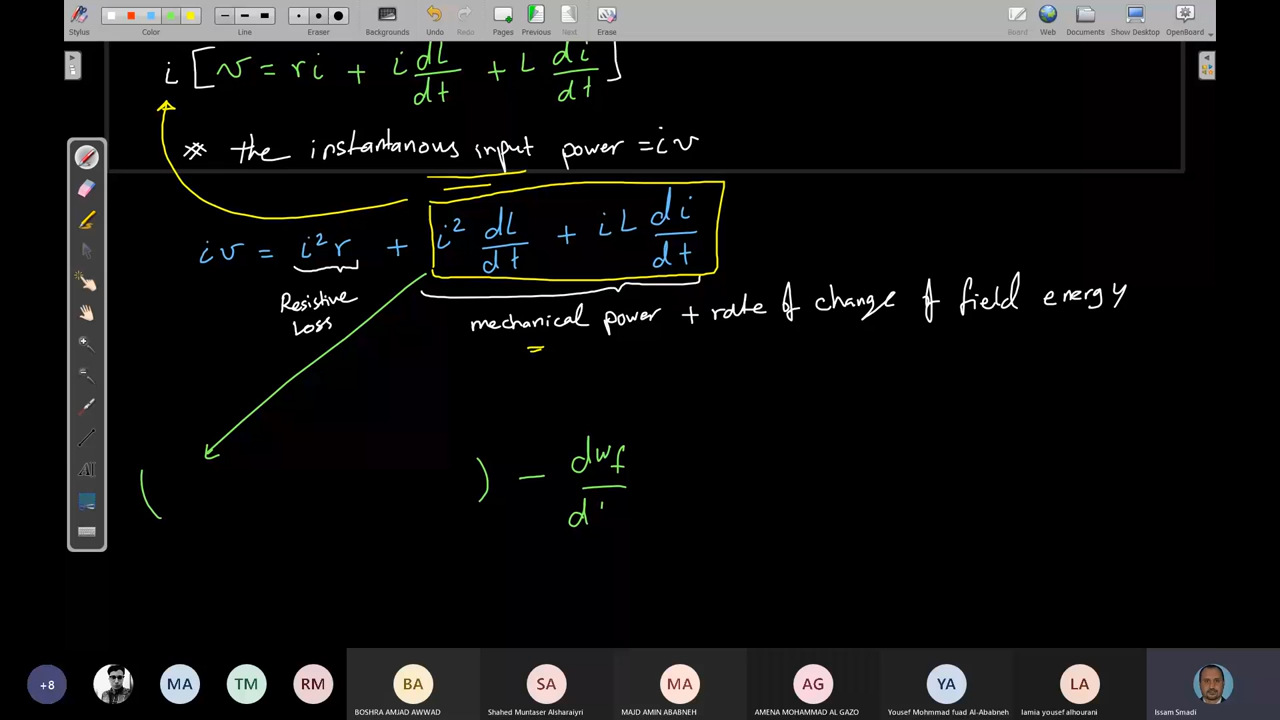 Stylus
Color
Line
Eraser
Backgrounds
Undo
Redo
Pages
Previous
Next
Erase
Board
Web
Documents
Show Desktop
OpenBoard
i [ v = ri + i dL/dt + L di/dt ]
* the instantanous input power = iv
iv = i²r + i² dL/dt + iL di/dt
Resistive
Loss
mechanical power + rate of change of field energy
( ) - dwf/d
+8
MA
TM
RM
BA
BOSHRA AMJAD AWWAD
SA
Shahed Muntaser Alsharaiyri
MA
MAJD AMIN ABABNEH
AG
AMENA MOHAMMAD AL GAZO
YA
Yousef Mohmmad fuad Al-Ababneh
LA
lamia yousef alhourani
Issam Smadi